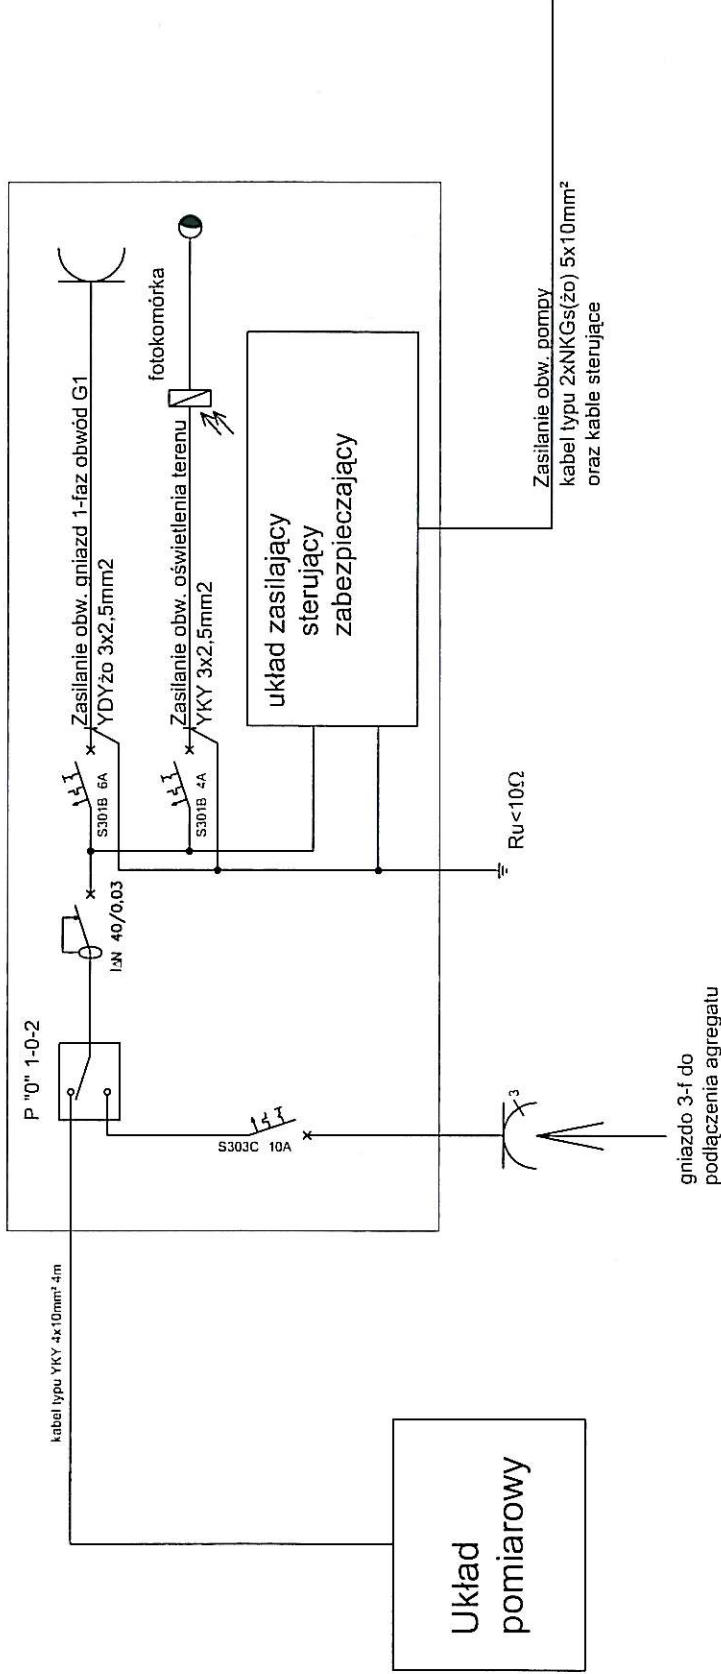 Układ
pomiarowy
kabel typu YKY 4x10mm² 4m
P "0" 1-0-2
IΔN 40/0,03
S303C 10A
3
gniazdo 3-f do
podłączenia agregatu
S301B 6A
Zasilanie obw. gniazd 1-faz obwód G1
YDYżo 3x2,5mm2
S301B 4A
Zasilanie obw. oświetlenia terenu
YKY 3x2,5mm2
fotokomórka
układ zasilający
sterujący
zabezpieczający
Ru<10Ω
Zasilanie obw. pompy
kabel typu 2xNKGs(żo) 5x10mm²
oraz kable sterujące